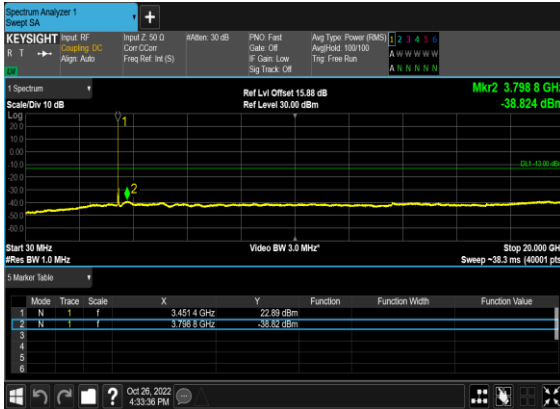 Spectrum Analyzer 1
Swept SA
+
KEYSIGHT Input: RF Input Z: 50 Ω #Atten: 30 dB PNO: Fast Avg Type: Power (RMS) 1 2 3 4 5 6
R T Coupling: DC Corr CCorr Gate: Off Avg|Hold: 100/100 A W W W W W
Align: Auto Freq Ref: Int (S) IF Gain: Low Trig: Free Run
Sig Track: Off A N N N N N
1 Spectrum Ref Lvl Offset 15.88 dB Mkr2 3.798 8 GHz
Scale/Div 10 dB Ref Level 30.00 dBm -38.824 dBm
Log
20.0
10.0
0.00
-10.0
-20.0
-30.0
-40.0
-50.0
-60.0
1
2
DL1 -13.00 dBm
Start 30 MHz Video BW 3.0 MHz* Stop 20.000 GHz
#Res BW 1.0 MHz Sweep ~38.3 ms (40001 pts)
5 Marker Table
Mode Trace Scale X Y Function Function Width Function Value
1 N 1 f 3.451 4 GHz 22.89 dBm
2 N 1 f 3.798 8 GHz -38.82 dBm
3
4
5
6
? Oct 26, 2022
4:33:36 PM